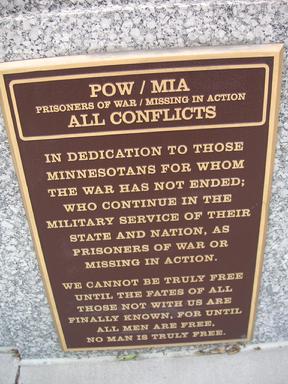 POW / MIA
PRISONERS OF WAR / MISSING IN ACTION
ALL CONFLICTS
IN DEDICATION TO THOSE
MINNESOTANS FOR WHOM
THE WAR HAS NOT ENDED;
WHO CONTINUE IN THE
MILITARY SERVICE OF THEIR
STATE AND NATION, AS
PRISONERS OF WAR OR
MISSING IN ACTION.
WE CANNOT BE TRULY FREE
UNTIL THE FATES OF ALL
THOSE NOT WITH US ARE
FINALLY KNOWN, FOR UNTIL
ALL MEN ARE FREE,
NO MAN IS TRULY FREE.